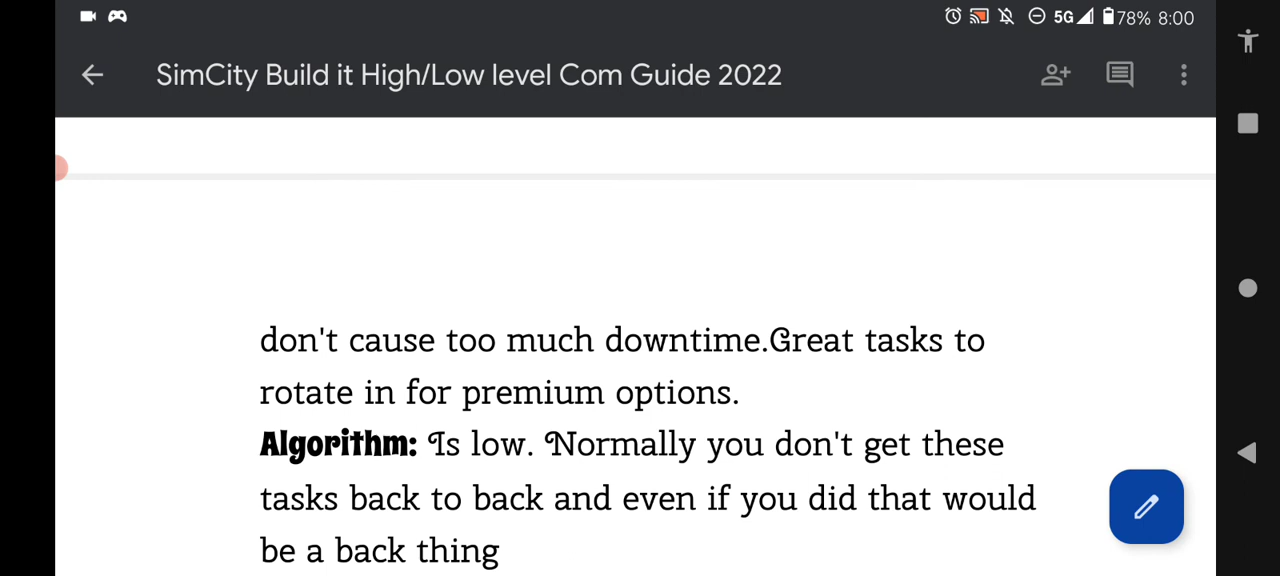 5G 78% 8:00
SimCity Build it High/Low level Com Guide 2022
don't cause too much downtime.Great tasks to
rotate in for premium options.
Algorithm: Is low. Normally you don't get these
tasks back to back and even if you did that would
be a back thing